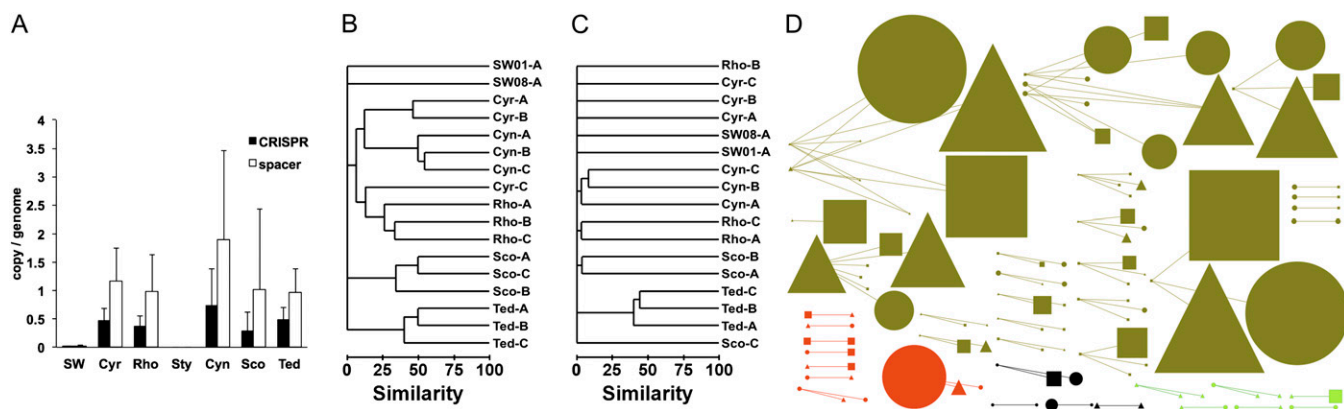 A
B
C
D
CRISPR
spacer
copy / genome
4
3.5
3
2.5
2
1.5
1
0.5
0
SW Cyr Rho Sty Cyn Sco Ted
SW01-A
SW08-A
Cyr-A
Cyr-B
Cyn-A
Cyn-B
Cyn-C
Cyr-C
Rho-A
Rho-B
Rho-C
Sco-A
Sco-C
Sco-B
Ted-A
Ted-B
Ted-C
0 25 50 75 100
Similarity
Rho-B
Cyr-C
Cyr-B
Cyr-A
SW08-A
SW01-A
Cyn-C
Cyn-B
Cyn-A
Rho-C
Rho-A
Sco-B
Sco-A
Ted-C
Ted-B
Ted-A
Sco-C
0 25 50 75 100
Similarity